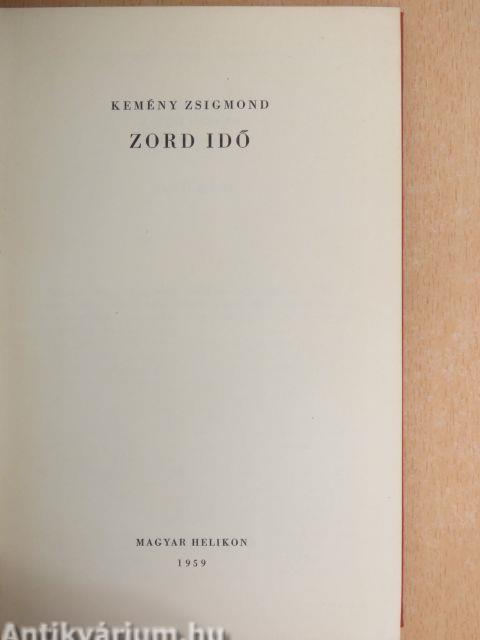 KEMÉNY ZSIGMOND
ZORD IDŐ
MAGYAR HELIKON
1959
Antikvárium.hu